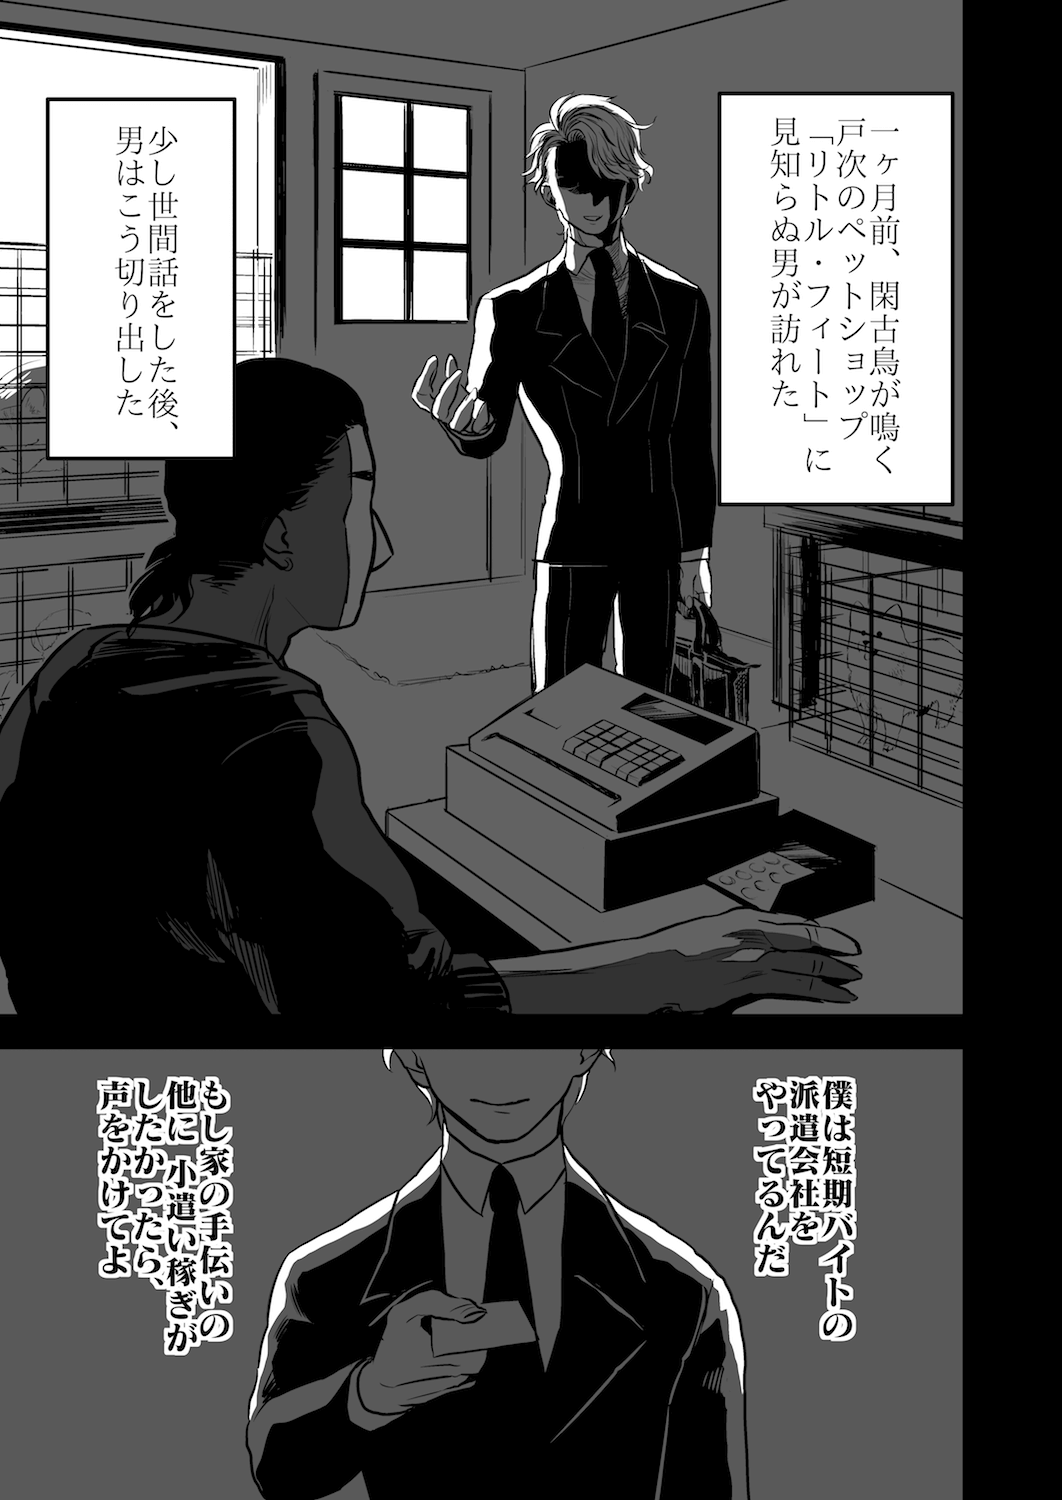 一ヶ月前、閑古鳥が鳴く
戸次のペットショップ
「リトル・フィート」に
見知らぬ男が訪れた
少し世間話をした後、
男はこう切り出した
僕は短期バイトの
派遣会社を
やってるんだ
もし家の手伝いの
他に 小遣い稼ぎが
したかったら、
声をかけてよ